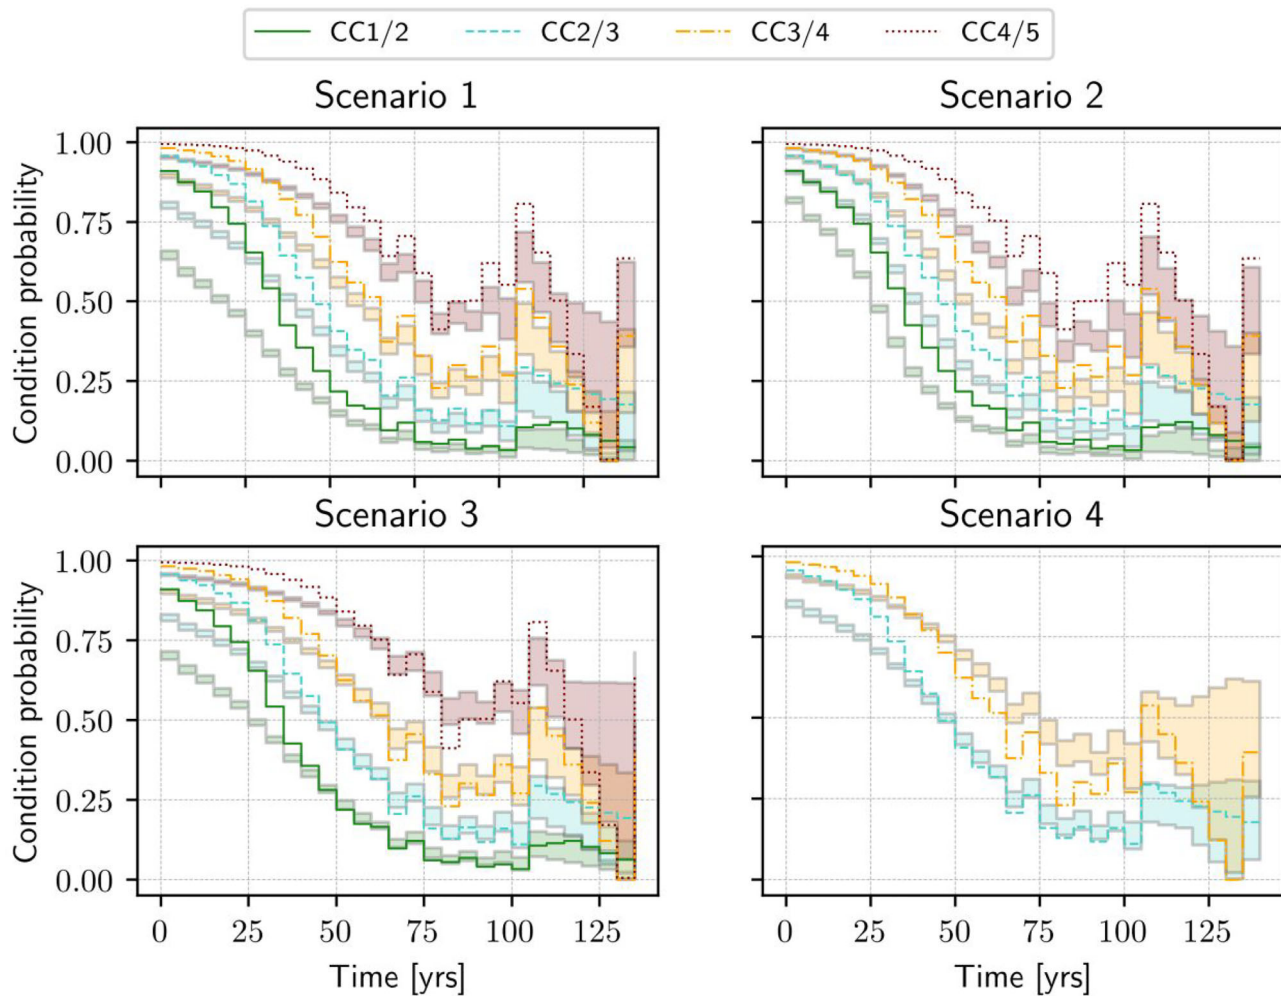 CC1/2 CC2/3 CC3/4 CC4/5
Scenario 1 Scenario 2
1.00
0.75
0.50
0.25
0.00
Condition probability
Scenario 3 Scenario 4
1.00
0.75
0.50
0.25
0.00
Condition probability
0 25 50 75 100 125
0 25 50 75 100 125
Time [yrs] Time [yrs]